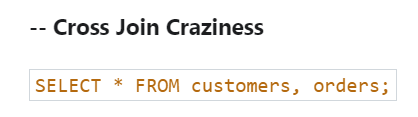 -- Cross Join Craziness
SELECT * FROM customers, orders;